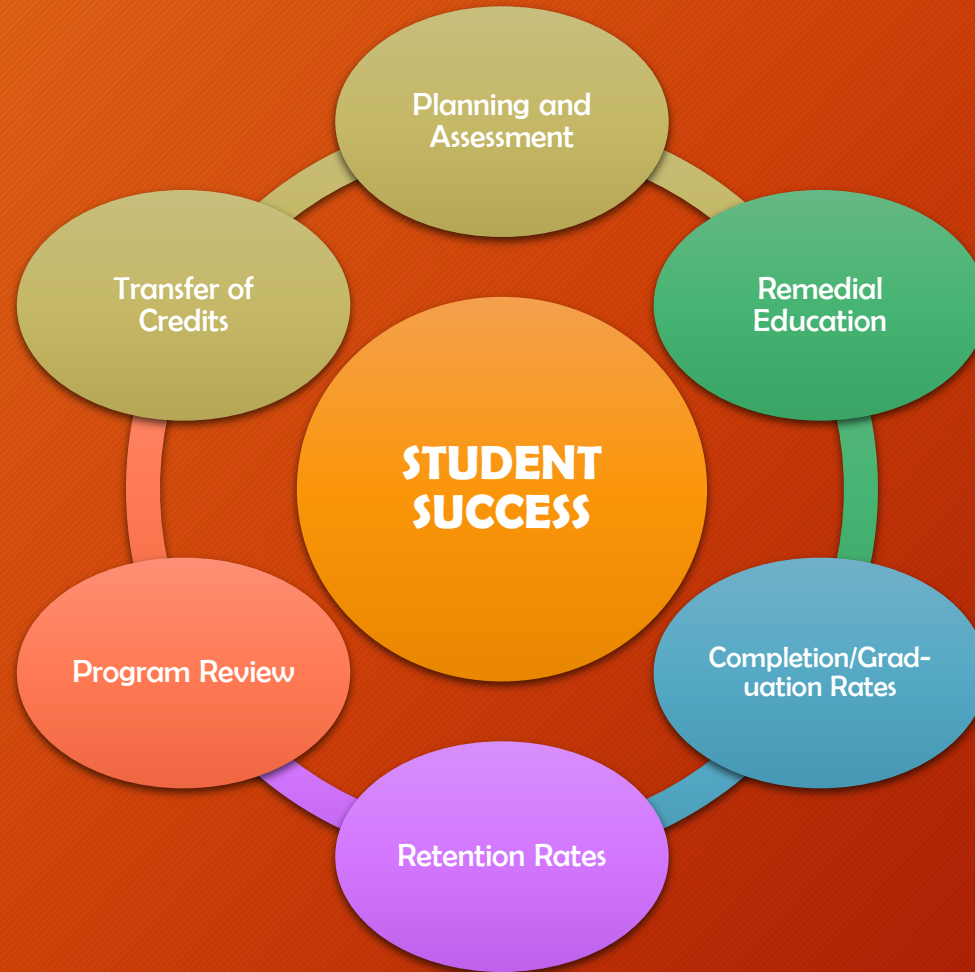 Planning and
Assessment
Transfer of
Credits
Remedial
Education
STUDENT
SUCCESS
Program Review
Completion/Grad-
uation Rates
Retention Rates